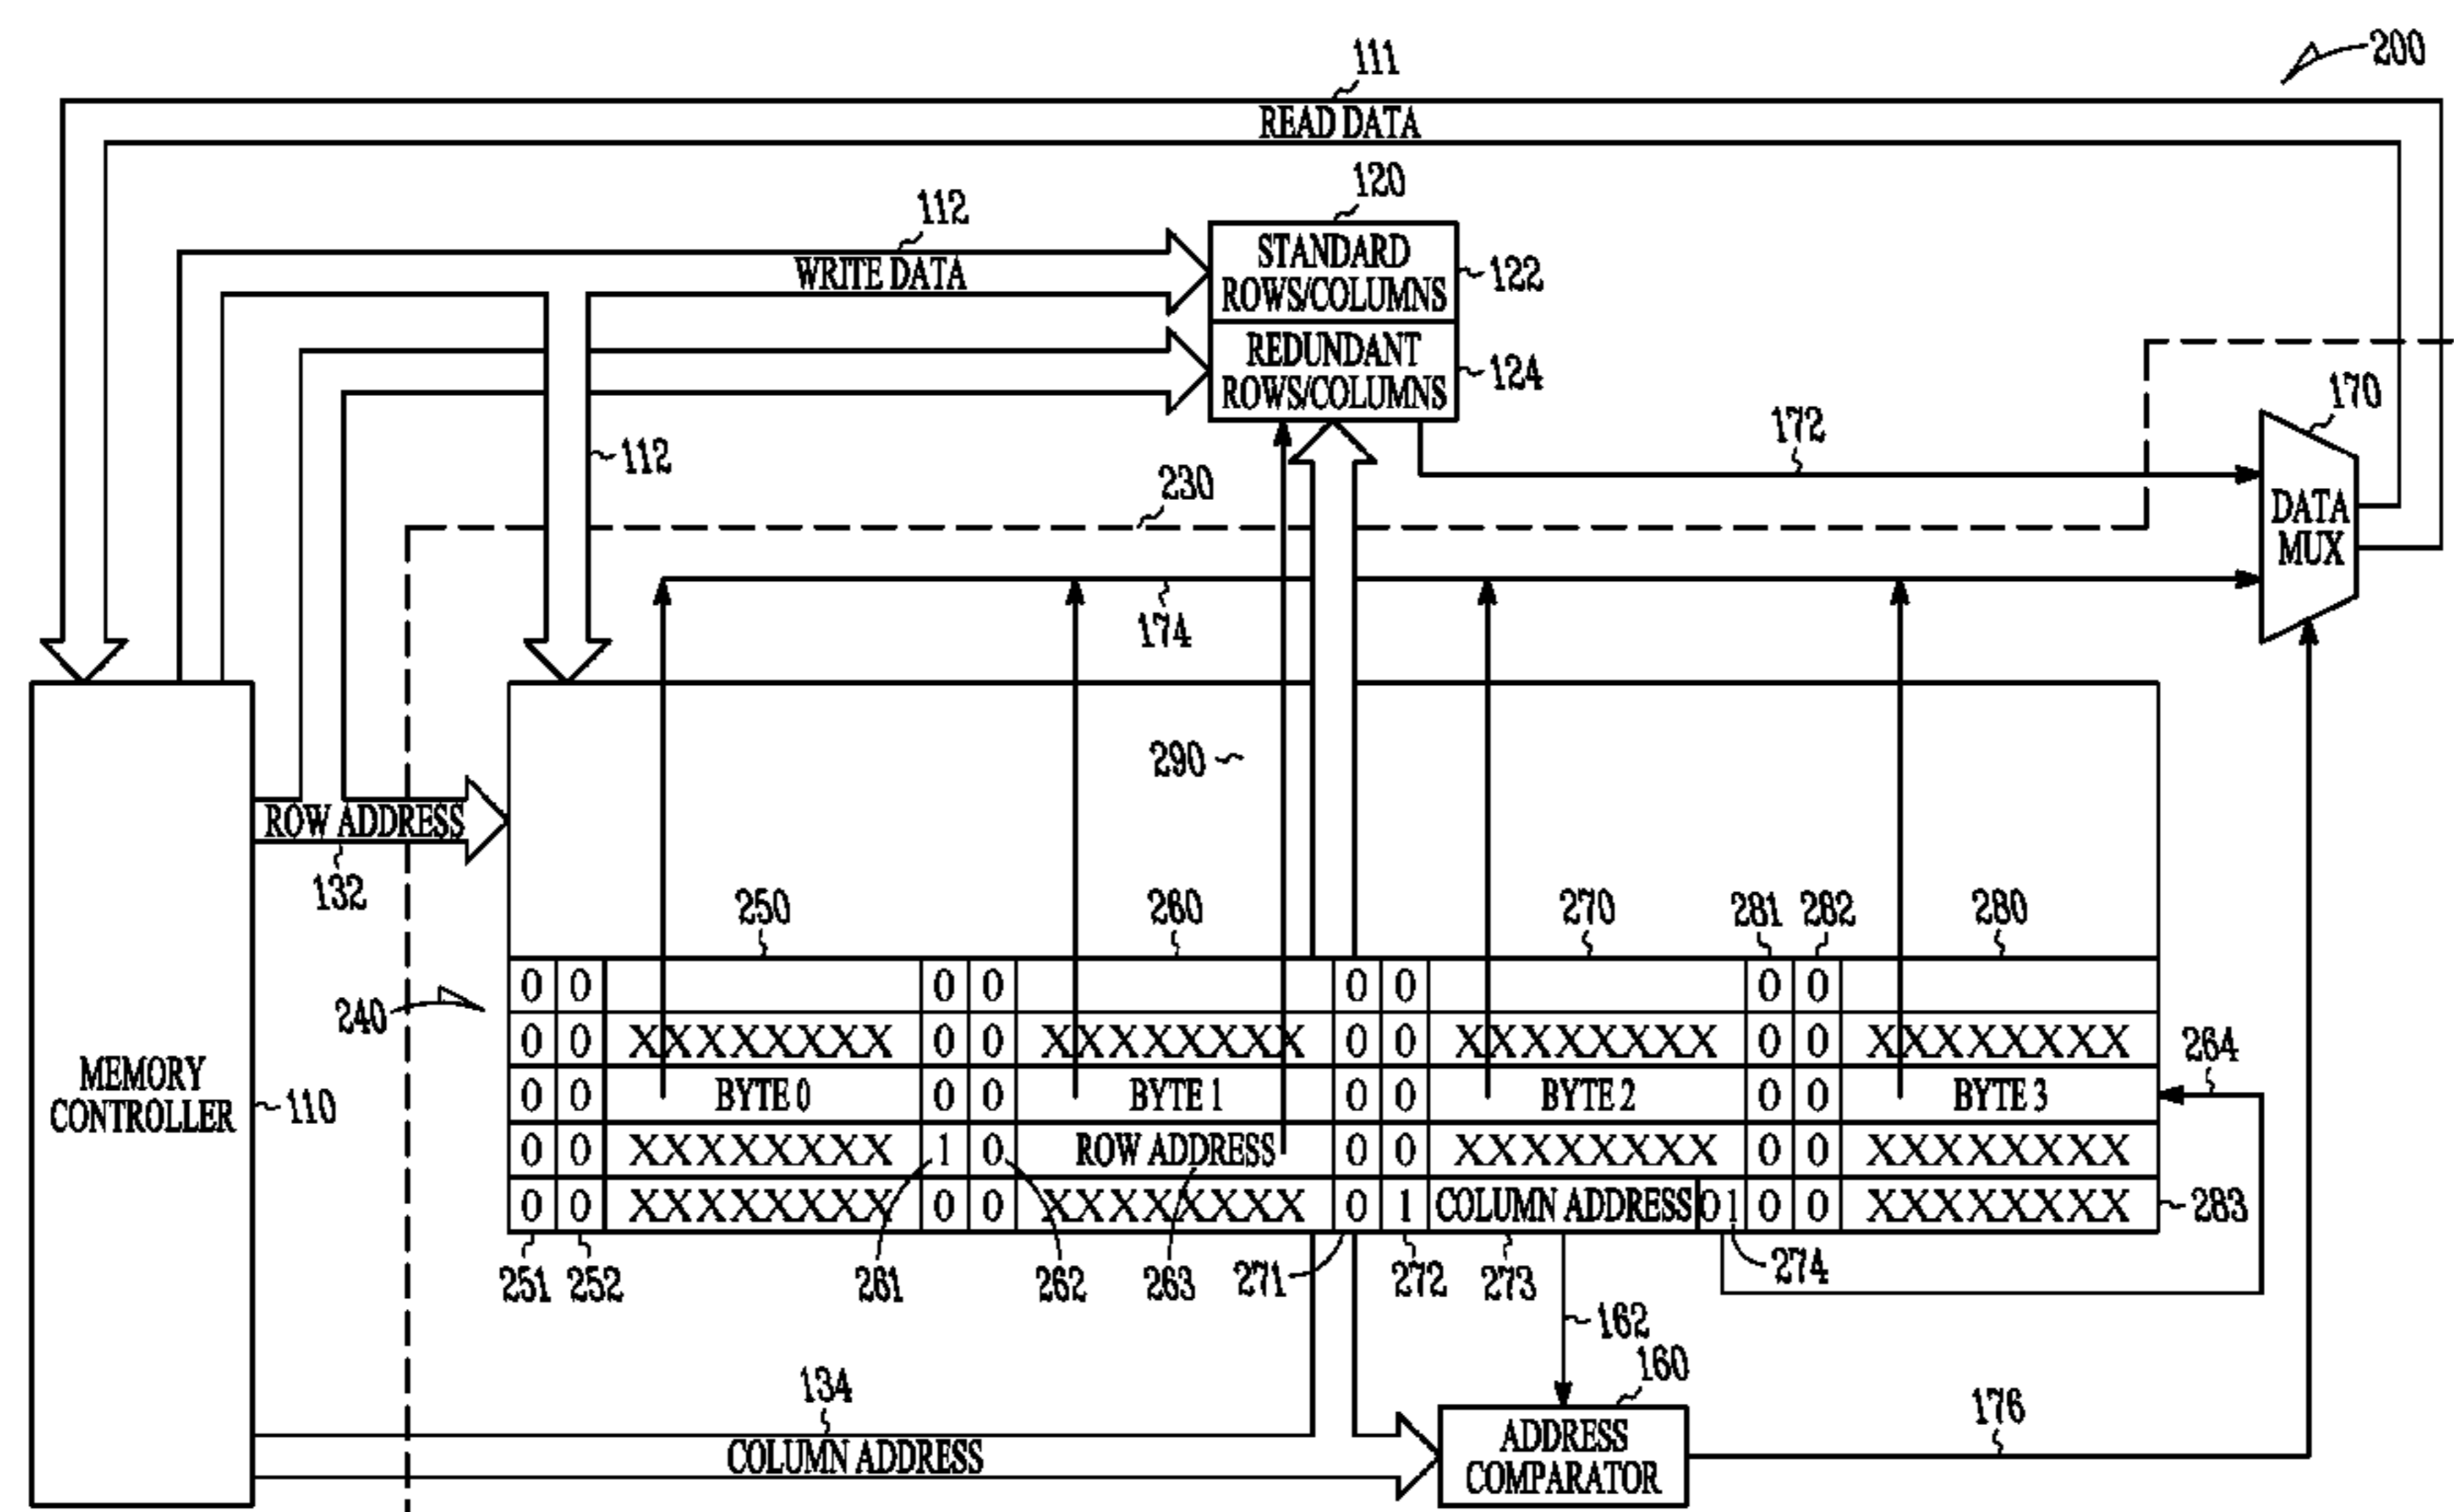 200
111
READ DATA
120
112
WRITE DATA
STANDARD
ROWS/COLUMNS
122
REDUNDANT
ROWS/COLUMNS
124
170
172
112
230
DATA
MUX
174
290
ROW ADDRESS
132
250
260
270
281
282
280
0 0 0 0 0 0 0 0
240
0 0 XXXXXXXX 0 0 XXXXXXXX 0 0 XXXXXXXX 0 0 XXXXXXXX
264
MEMORY
CONTROLLER
110
0 0 BYTE 0 0 0 BYTE 1 0 0 BYTE 2 0 0 BYTE 3
0 0 XXXXXXXX 1 0 ROW ADDRESS 0 0 XXXXXXXX 0 0 XXXXXXXX
0 0 XXXXXXXX 0 0 XXXXXXXX 0 1 COLUMN ADDRESS 01 0 0 XXXXXXXX
283
251
252
261
262
263
271
272
273
274
162
160
134
COLUMN ADDRESS
ADDRESS
COMPARATOR
176